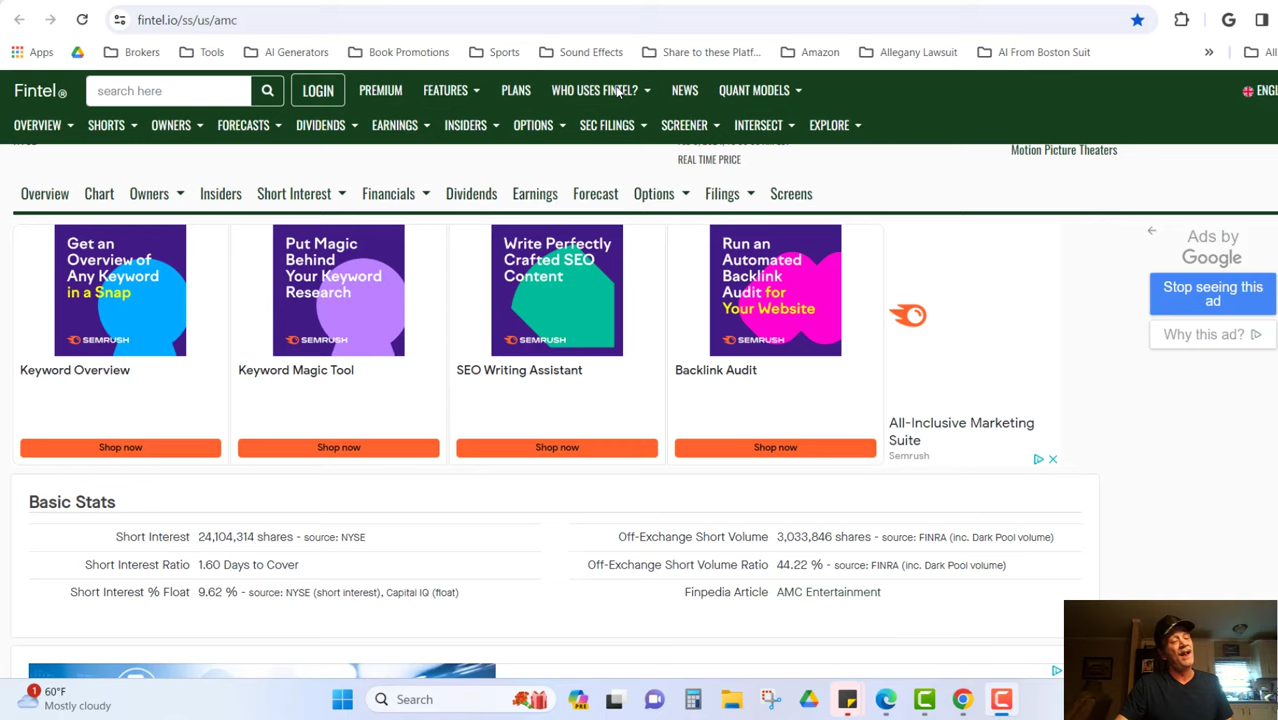 fintel.io/ss/us/amc
Apps Brokers Tools AI Generators Book Promotions Sports Sound Effects Share to these Platf... Amazon Allegany Lawsuit AI From Boston Suit » All
Fintel® search here LOGIN PREMIUM FEATURES PLANS WHO USES FINTEL? NEWS QUANT MODELS ENGL
OVERVIEW SHORTS OWNERS FORECASTS DIVIDENDS EARNINGS INSIDERS OPTIONS SEC FILINGS SCREENER INTERSECT EXPLORE
Motion Picture Theaters
REAL TIME PRICE
Overview Chart Owners Insiders Short Interest Financials Dividends Earnings Forecast Options Filings Screens
Get an
Overview of
Any Keyword
in a Snap
SEMRUSH
Keyword Overview
Shop now
Put Magic
Behind
Your Keyword
Research
SEMRUSH
Keyword Magic Tool
Shop now
Write Perfectly
Crafted SEO
Content
SEMRUSH
SEO Writing Assistant
Shop now
Run an
Automated
Backlink
Audit for
Your Website
SEMRUSH
Backlink Audit
Shop now
All-Inclusive Marketing
Suite
Semrush
Ads by
Google
Stop seeing this
ad
Why this ad?
Basic Stats
Short Interest 24,104,314 shares - source: NYSE
Short Interest Ratio 1.60 Days to Cover
Short Interest % Float 9.62 % - source: NYSE (short interest), Capital IQ (float)
Off-Exchange Short Volume 3,033,846 shares - source: FINRA (inc. Dark Pool volume)
Off-Exchange Short Volume Ratio 44.22 % - source: FINRA (inc. Dark Pool volume)
Finpedia Article AMC Entertainment
1 60°F
Mostly cloudy
Search
PRE